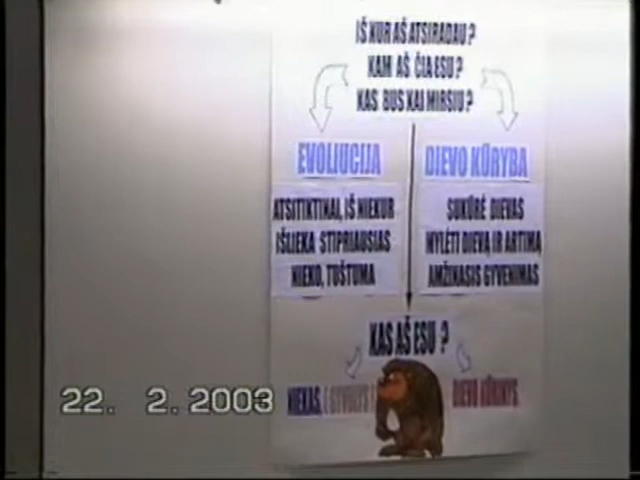 IŠ KUR AŠ ATSIRADAU?
KAM AŠ ČIA ESU?
KAS BUS KAI MIRSIU?
EVOLIUCIJA
DIEVO KŪRYBA
ATSITIKTINAI, IŠ NIEKUR
IŠLIEKA STIPRIAUSIAS
NIEKO, TUŠTUMA
SUKŪRĖ DIEVAS
MYLĖTI DIEVĄ IR ARTIMĄ
AMŽINASIS GYVENIMAS
KAS AŠ ESU?
NIEKAS, ( GYVULYS )
DIEVO KŪRINYS.
22. 2.2003